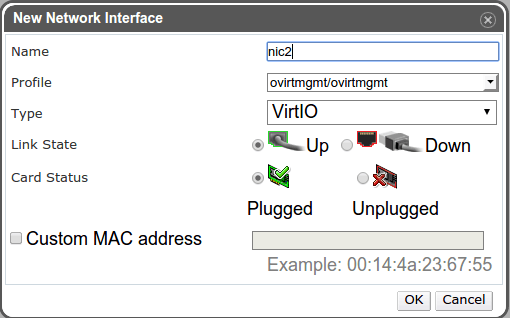 New Network Interface
Name nic2
Profile ovirtmgmt/ovirtmgmt
Type VirtIO
Link State Up Down
Card Status
Plugged Unplugged
Custom MAC address
Example: 00:14:4a:23:67:55
OK Cancel